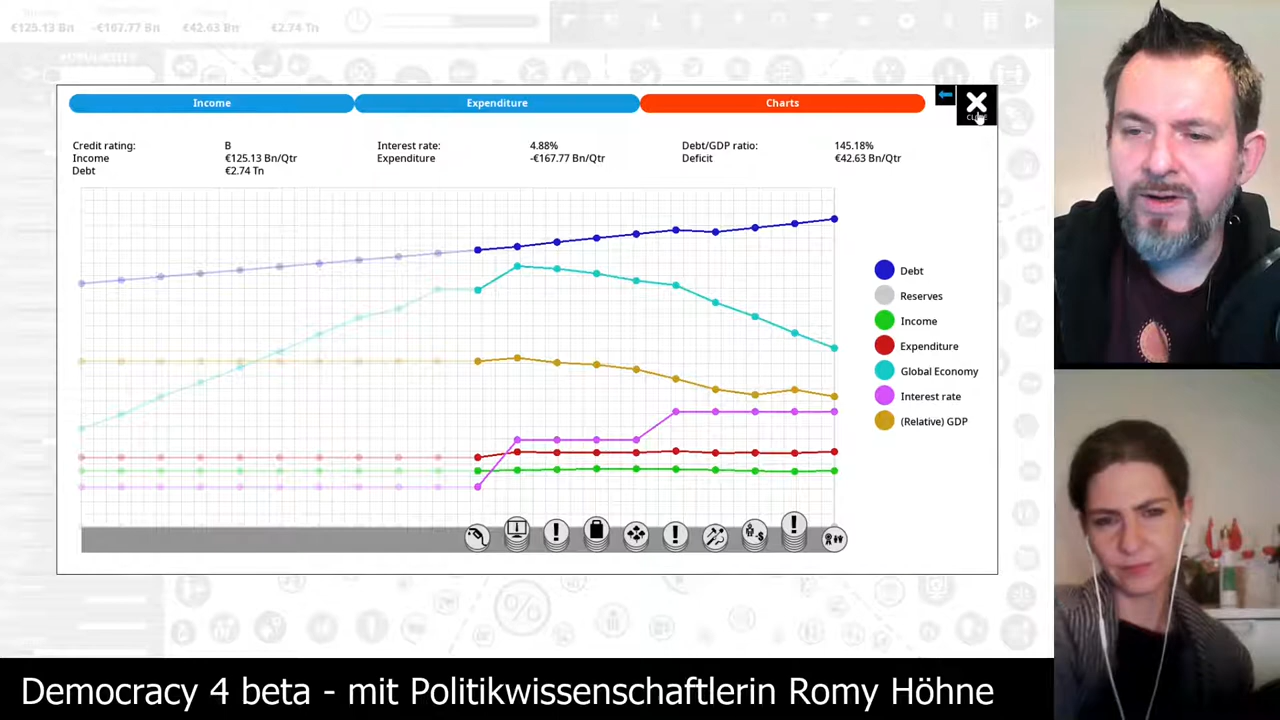 €125.13 Bn -€167.77 Bn €42.63 Bn €2.74 Tn
Income Expenditure Charts
CLOSE
Credit rating: B Interest rate: 4.88% Debt/GDP ratio: 145.18%
Income €125.13 Bn/Qtr Expenditure -€167.77 Bn/Qtr Deficit €42.63 Bn/Qtr
Debt €2.74 Tn
Debt
Reserves
Income
Expenditure
Global Economy
Interest rate
(Relative) GDP
Democracy 4 beta - mit Politikwissenschaftlerin Romy Höhne